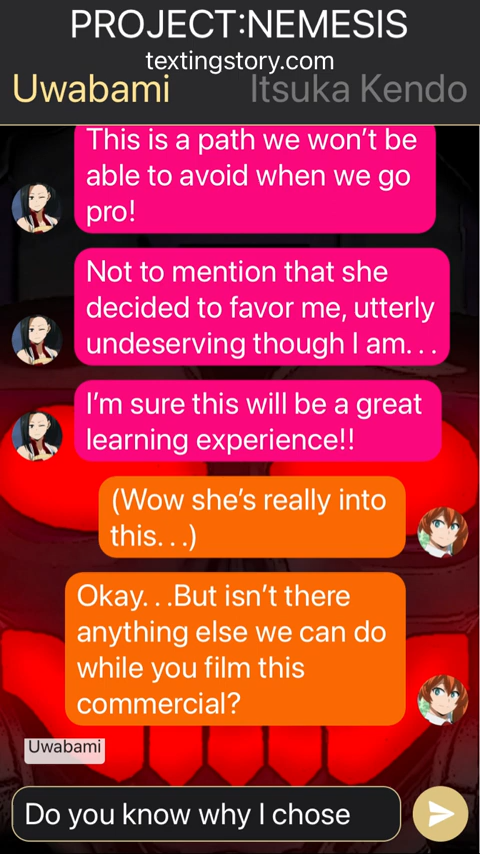 PROJECT:NEMESIS
textingstory.com
Uwabami
Itsuka Kendo
This is a path we won't be
able to avoid when we go
pro!
Not to mention that she
decided to favor me, utterly
undeserving though I am. . .
I'm sure this will be a great
learning experience!!
(Wow she's really into
this. . .)
Okay. . .But isn't there
anything else we can do
while you film this
commercial?
Uwabami
Do you know why I chose